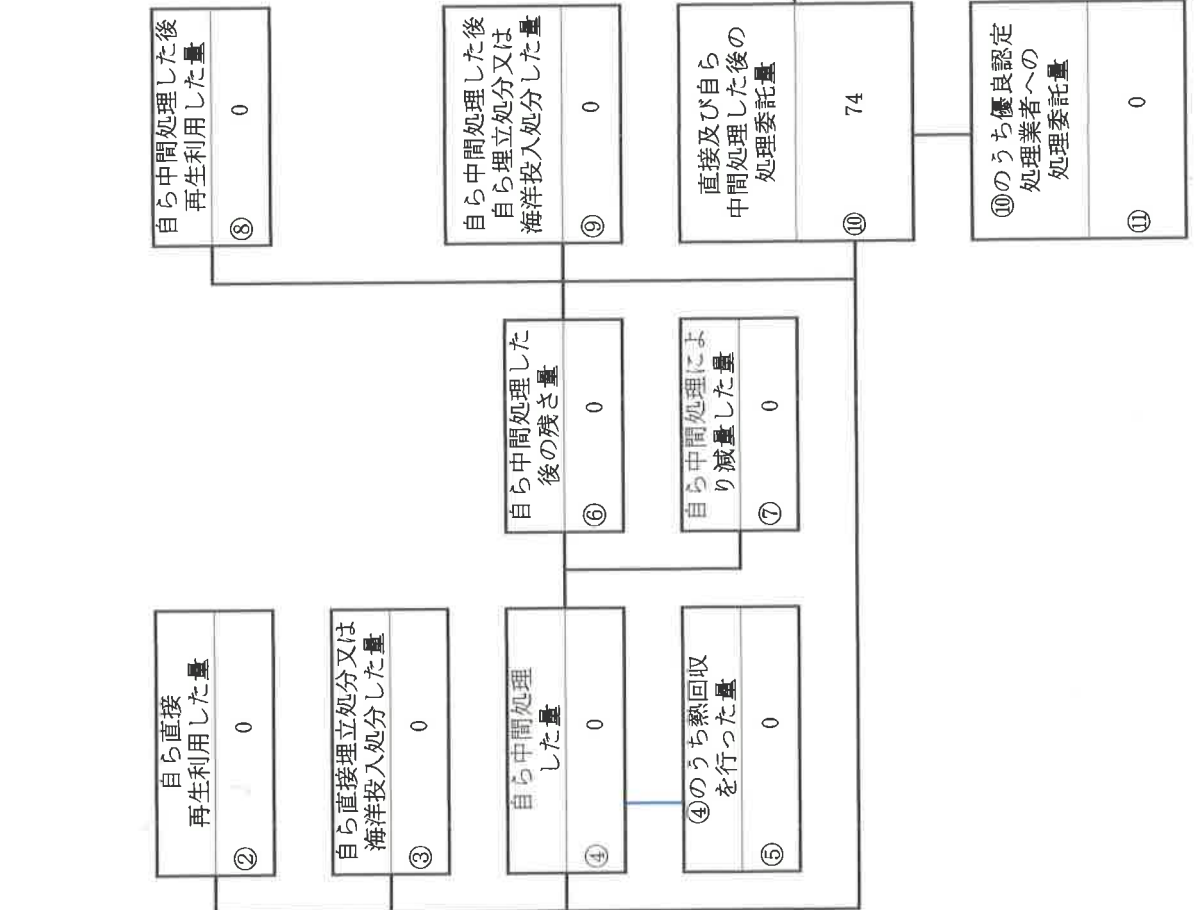 自ら直接
再生利用した量
② 0
自ら直接埋立処分又は
海洋投入処分した量
③ 0
自ら中間処理
した量
④ 0
④のうち熱回収
を行った量
⑤ 0
自ら中間処理した
後の残さ量
⑥ 0
自ら中間処理によ
り減量した量
⑦ 0
自ら中間処理した後
再生利用した量
⑧ 0
自ら中間処理した後
自ら埋立処分又は
海洋投入処分した量
⑨ 0
直接及び自ら
中間処理した後の
処理委託量
⑩ 74
⑩のうち優良認定
処理業者への
処理委託量
⑪ 0